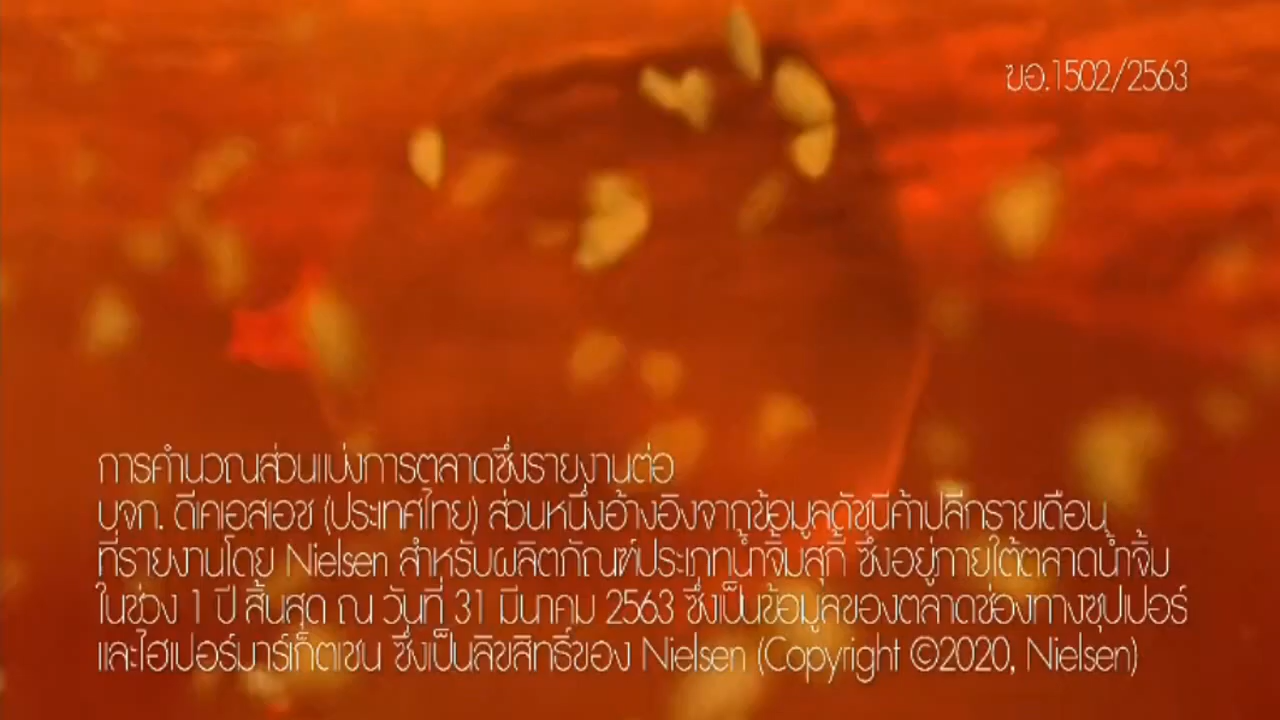 ฆอ.1502/2563
การคำนวณส่วนแบ่งการตลาดซึ่งรายงานต่อ
บจก. ดีเคเอสเอช (ประเทศไทย) ส่วนหนึ่งอ้างอิงจากข้อมูลดัชนีค้าปลีกรายเดือน
ที่รายงานโดย Nielsen สำหรับผลิตภัณฑ์ประเภทน้ำจิ้มสุกี้ ซึ่งอยู่ภายใต้ตลาดน้ำจิ้ม
ในช่วง 1 ปี สิ้นสุด ณ วันที่ 31 มีนาคม 2563 ซึ่งเป็นข้อมูลของตลาดช่องทางซุปเปอร์
และไฮเปอร์มาร์เก็ตเชน ซึ่งเป็นลิขสิทธิ์ของ Nielsen (Copyright ©2020, Nielsen)